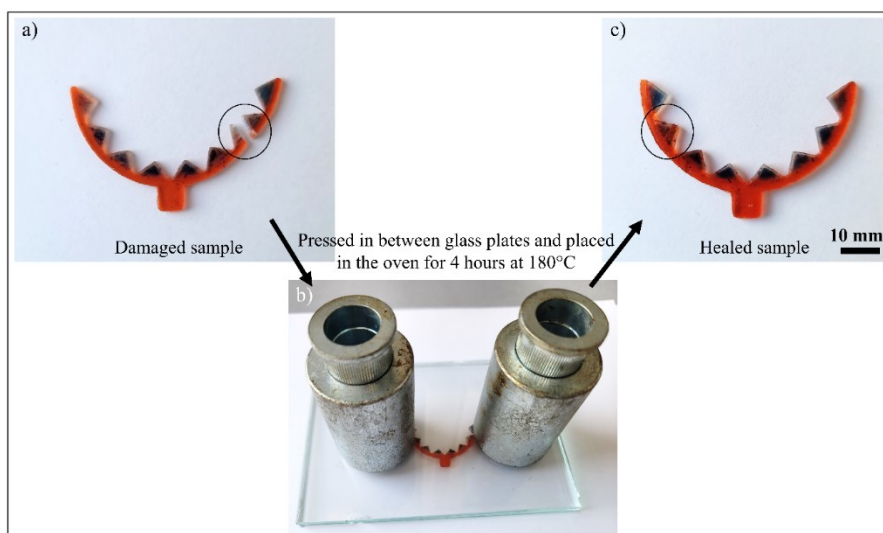 a)
c)
Damaged sample
Pressed in between glass plates and placed
in the oven for 4 hours at 180°C
Healed sample
10 mm
b)